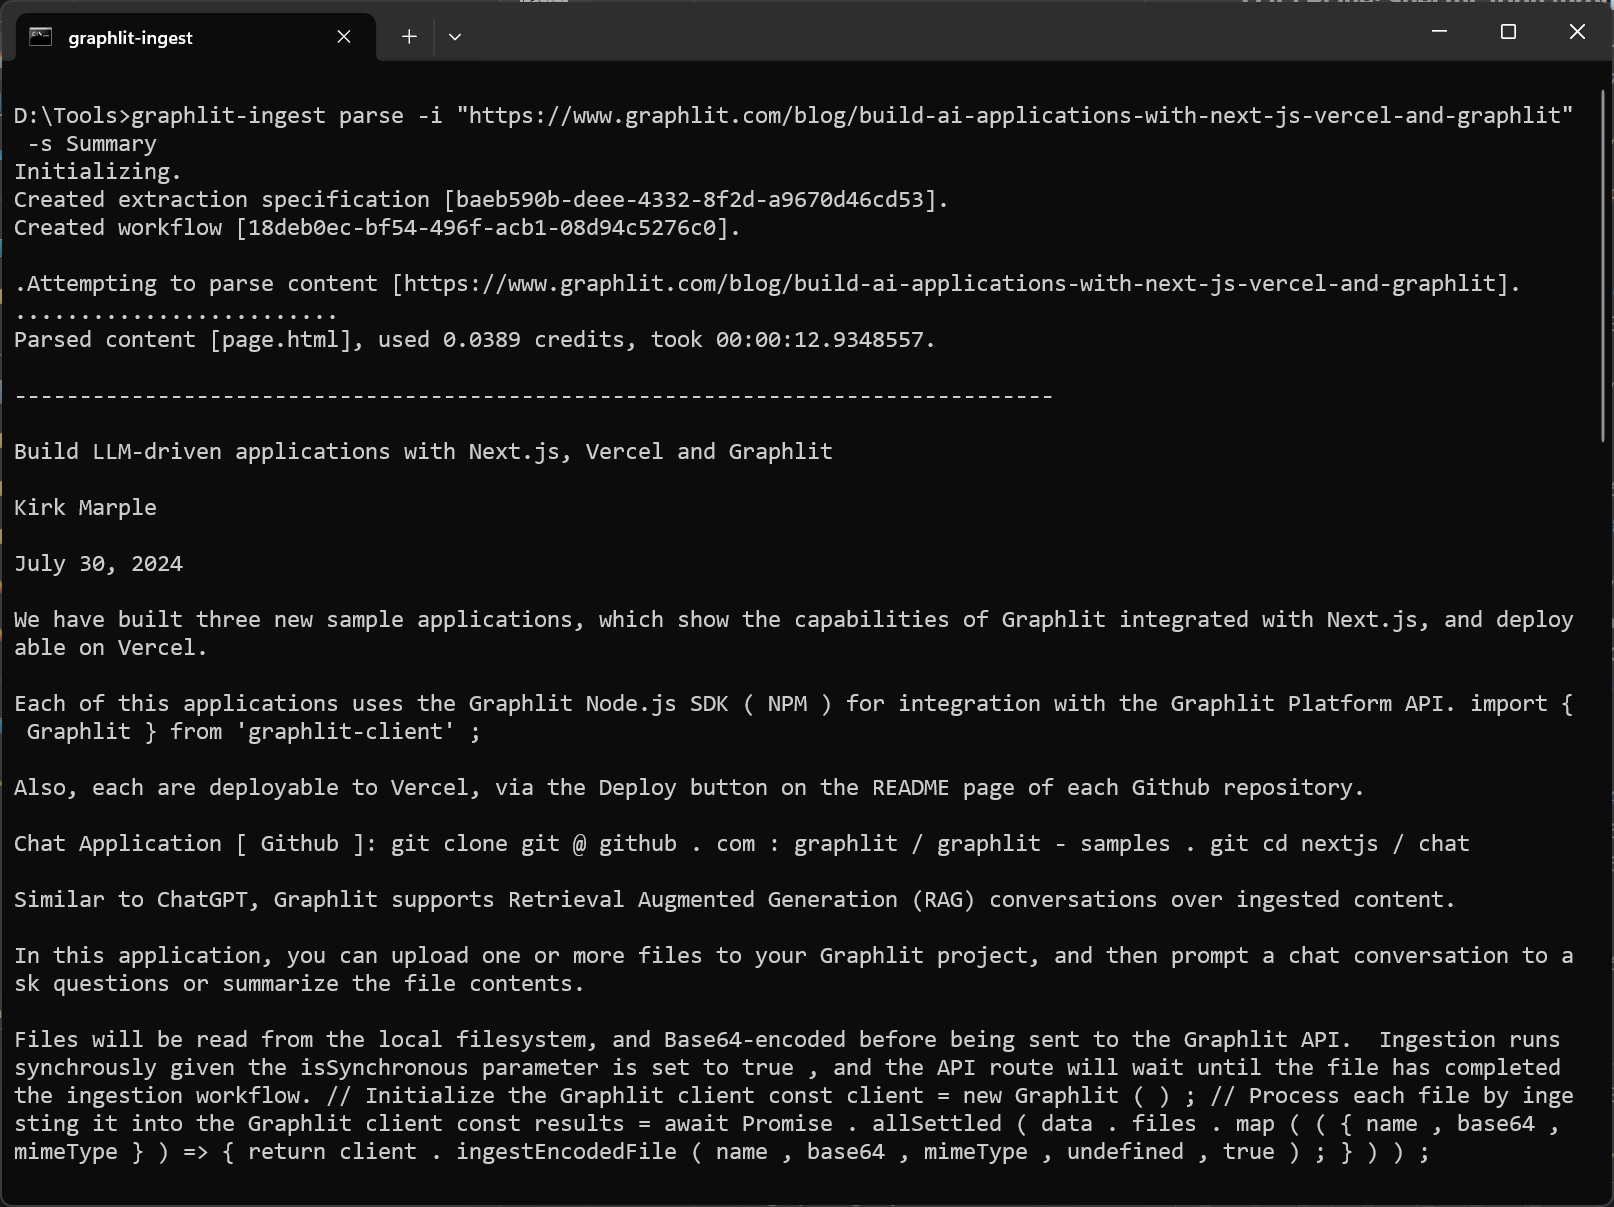 graphlit-ingest
D:\Tools>graphlit-ingest parse -i "https://www.graphlit.com/blog/build-ai-applications-with-next-js-vercel-and-graphlit"
 -s Summary
Initializing.
Created extraction specification [baeb590b-deee-4332-8f2d-a9670d46cd53].
Created workflow [18deb0ec-bf54-496f-acb1-08d94c5276c0].
.Attempting to parse content [https://www.graphlit.com/blog/build-ai-applications-with-next-js-vercel-and-graphlit].
.........................
Parsed content [page.html], used 0.0389 credits, took 00:00:12.9348557.
--------------------------------------------------------------------------------
Build LLM-driven applications with Next.js, Vercel and Graphlit
Kirk Marple
July 30, 2024
We have built three new sample applications, which show the capabilities of Graphlit integrated with Next.js, and deploy
able on Vercel.
Each of this applications uses the Graphlit Node.js SDK ( NPM ) for integration with the Graphlit Platform API. import {
 Graphlit } from 'graphlit-client' ;
Also, each are deployable to Vercel, via the Deploy button on the README page of each Github repository.
Chat Application [ Github ]: git clone git @ github . com : graphlit / graphlit - samples . git cd nextjs / chat
Similar to ChatGPT, Graphlit supports Retrieval Augmented Generation (RAG) conversations over ingested content.
In this application, you can upload one or more files to your Graphlit project, and then prompt a chat conversation to a
sk questions or summarize the file contents.
Files will be read from the local filesystem, and Base64-encoded before being sent to the Graphlit API.  Ingestion runs
synchrously given the isSynchronous parameter is set to true , and the API route will wait until the file has completed
the ingestion workflow. // Initialize the Graphlit client const client = new Graphlit ( ) ; // Process each file by inge
sting it into the Graphlit client const results = await Promise . allSettled ( data . files . map ( ( { name , base64 ,
mimeType } ) => { return client . ingestEncodedFile ( name , base64 , mimeType , undefined , true ) ; } ) ) ;